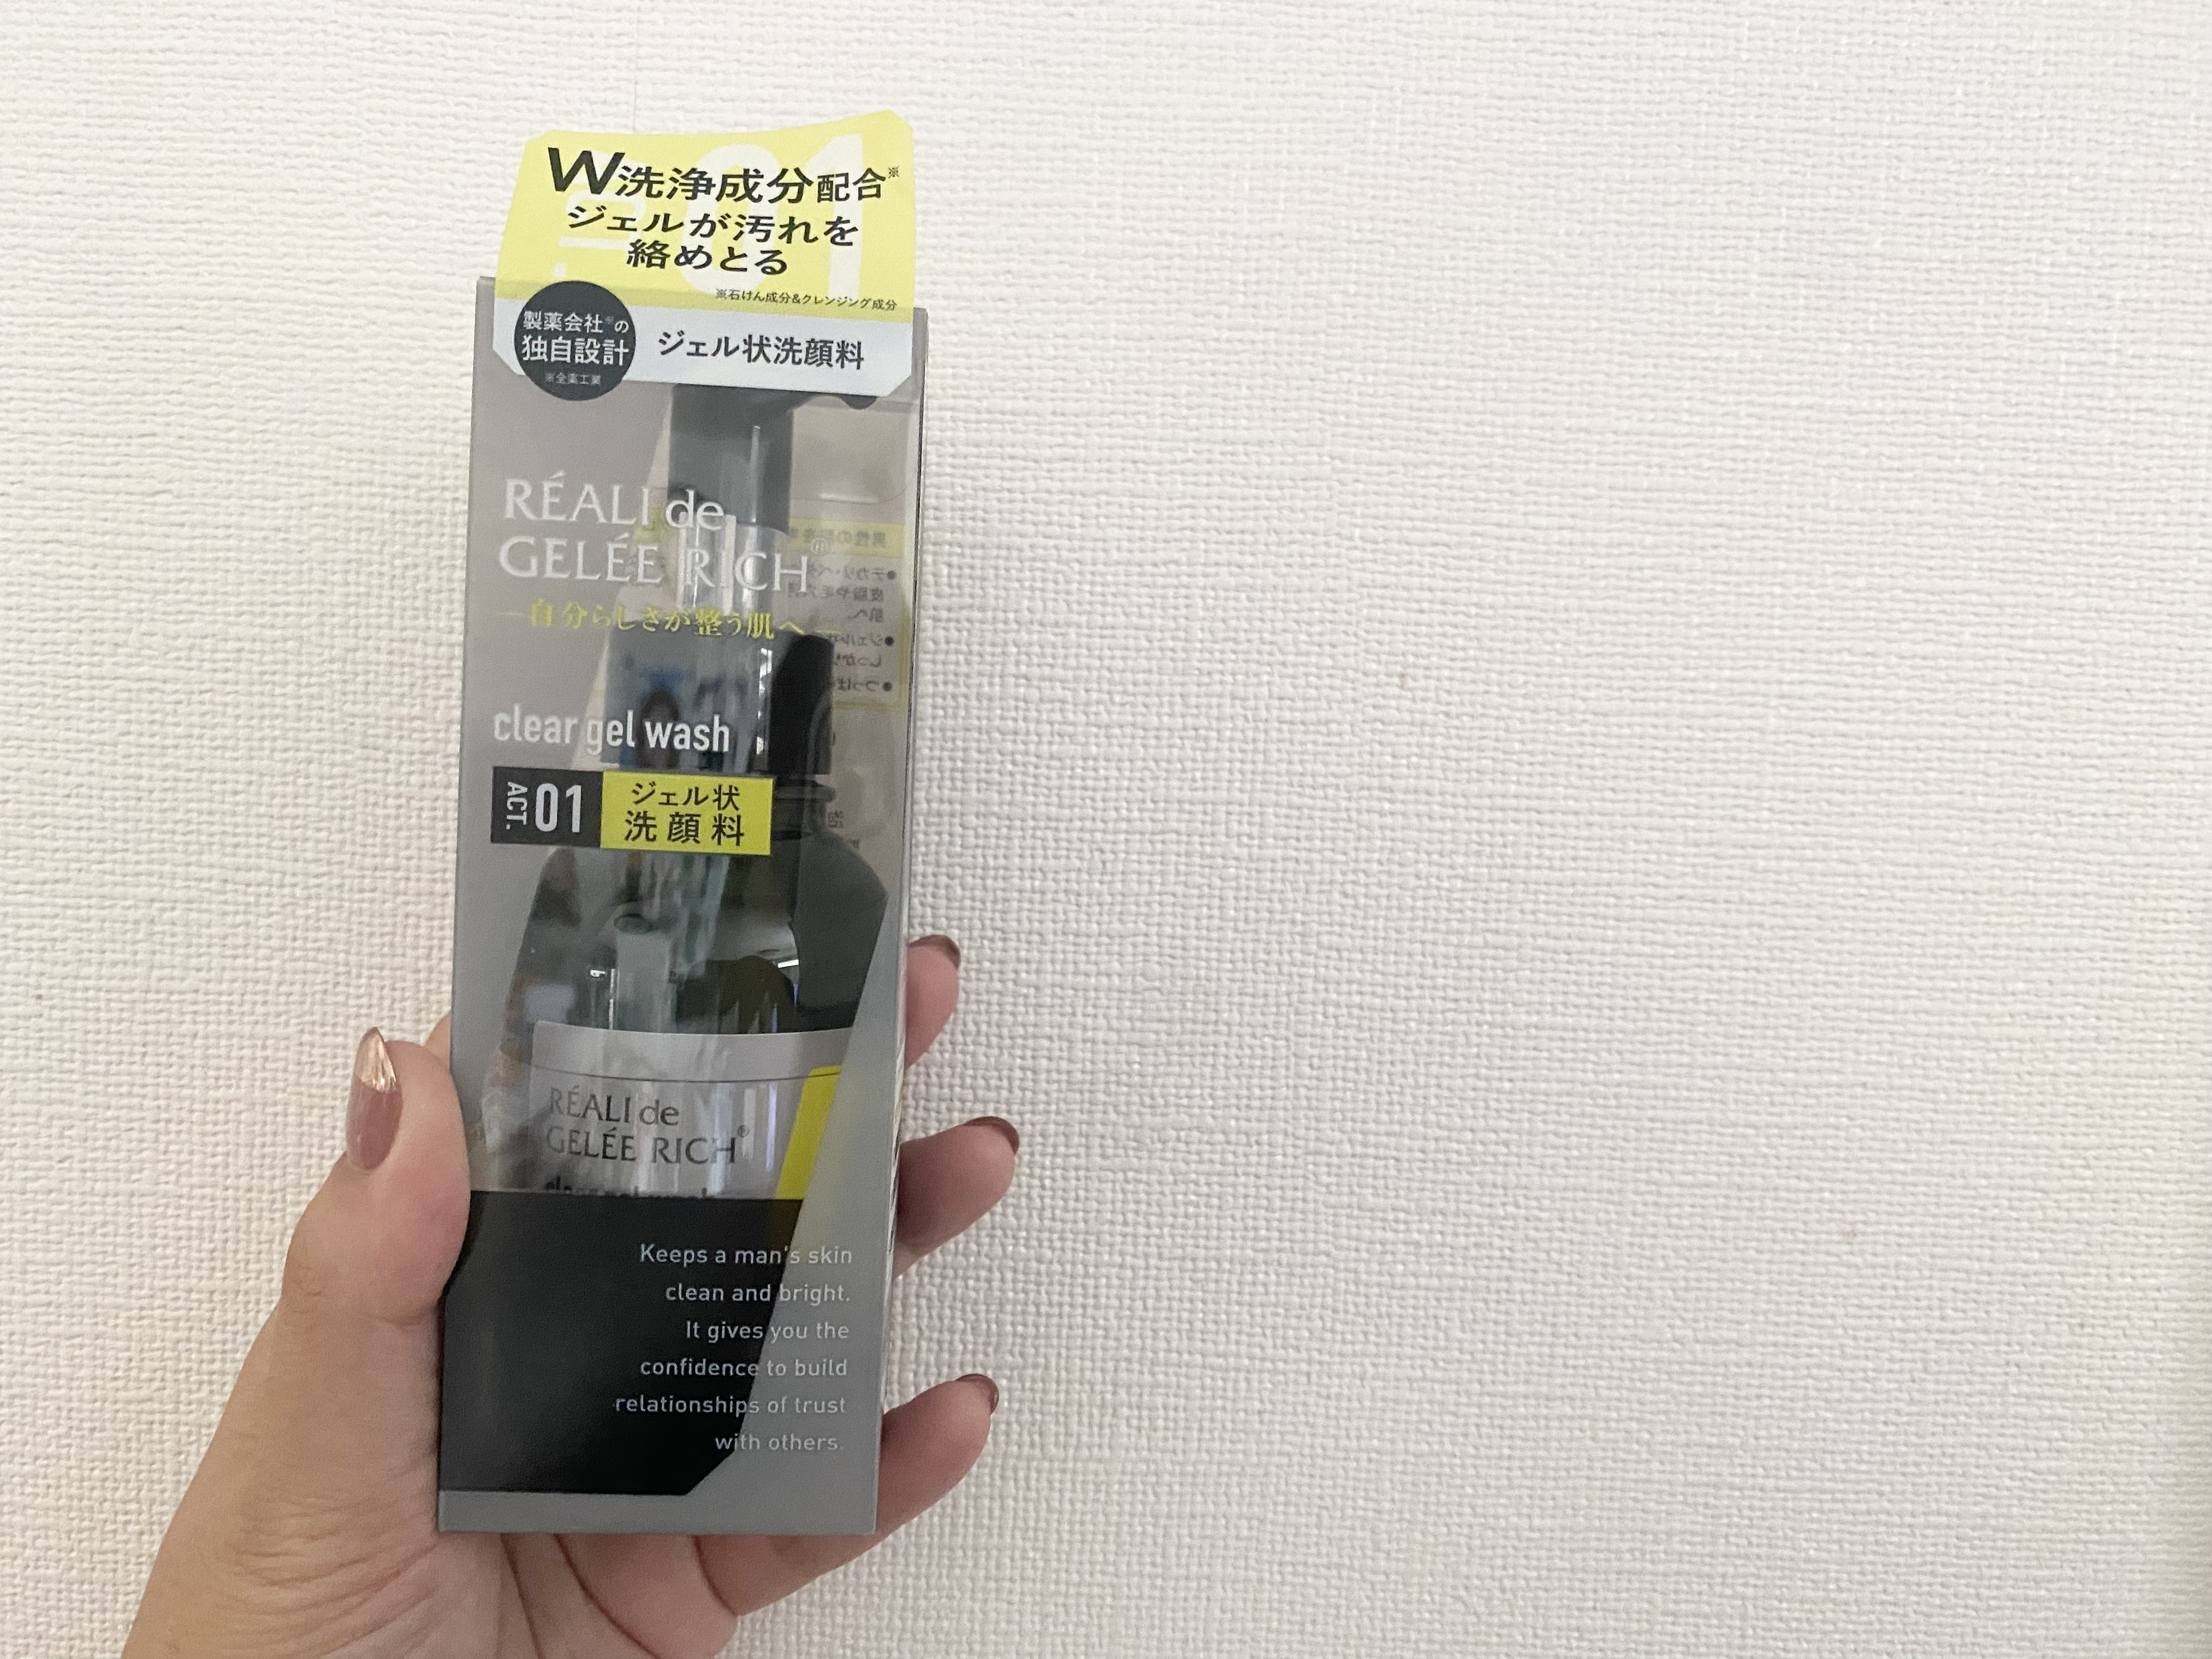 W洗浄成分配合※
ジェルが汚れを
絡めとる
※石けん成分&クレンジング成分
製薬会社※の
独自設計
※全薬工業
ジェル状洗顔料
RÉALI de
GELÉE RICH®
―自分らしさが整う肌へ―
clear gel wash
ACT. 01
ジェル状
洗顔料
RÉALI de
GELÉE RICH®
Keeps a man's skin
clean and bright.
It gives you the
confidence to build
relationships of trust
with others.